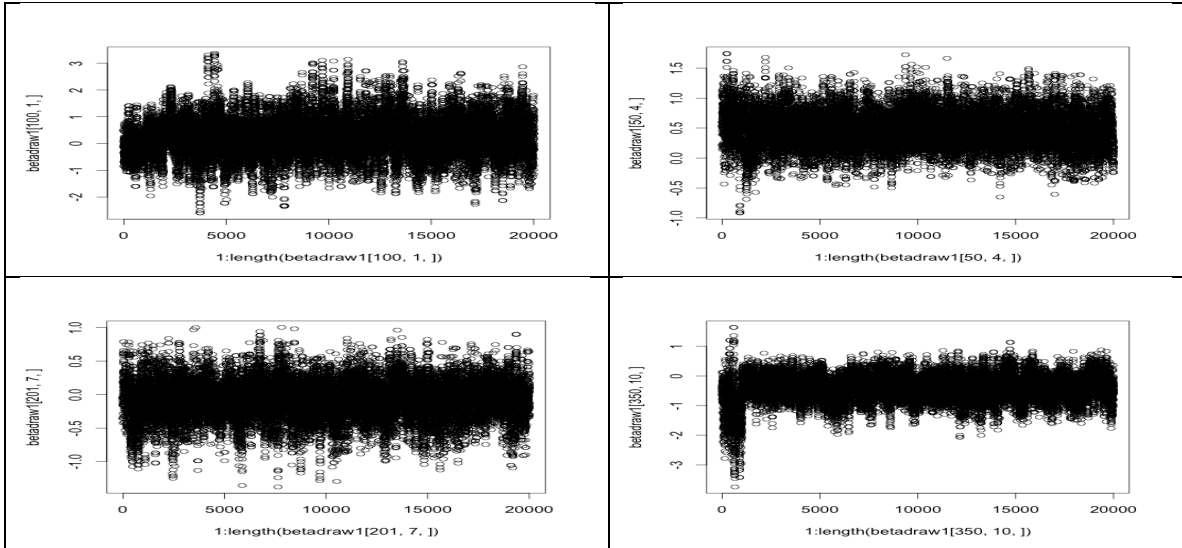 betadraw1[100, 1, ]
3
2
1
0
-1
-2
0 5000 10000 15000 20000
1:length(betadraw1[100, 1, ])
betadraw1[50, 4, ]
1.5
1.0
0.5
0.0
-0.5
-1.0
0 5000 10000 15000 20000
1:length(betadraw1[50, 4, ])
betadraw1[201, 7, ]
1.0
0.5
0.0
-0.5
-1.0
0 5000 10000 15000 20000
1:length(betadraw1[201, 7, ])
betadraw1[350, 10, ]
1
0
-1
-2
-3
0 5000 10000 15000 20000
1:length(betadraw1[350, 10, ])